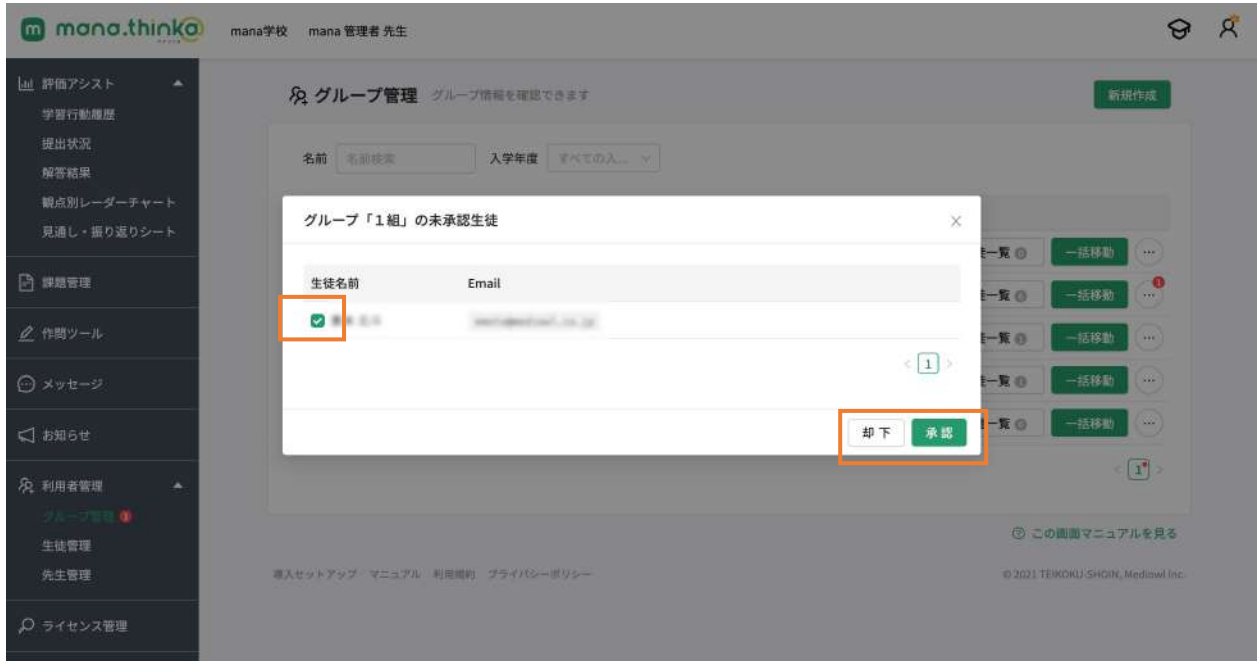 mana.thinka mana学校 mana 管理者 先生
評価アシスト
学習行動履歴
提出状況
解答結果
観点別レーダーチャート
見通し・振り返りシート
課題管理
作問ツール
メッセージ
お知らせ
利用者管理
グループ管理
生徒管理
先生管理
ライセンス管理
グループ管理 グループ情報を確認できます 新規作成
名前 名前検索 入学年度 すべての入...
グループ「1組」の未承認生徒
生徒名前 Email
1
却下 承認
一覧 一括移動
一覧 一括移動
一覧 一括移動
一覧 一括移動
一覧 一括移動
1
この画面マニュアルを見る
導入セットアップ マニュアル 利用規約 プライバシーポリシー © 2021 TEIKOKU-SHOIN, Medinwl Inc.